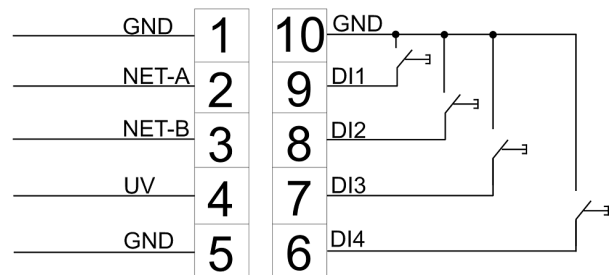 GND 1 10 GND
NET-A 2 9 DI1
NET-B 3 8 DI2
UV 4 7 DI3
GND 5 6 DI4